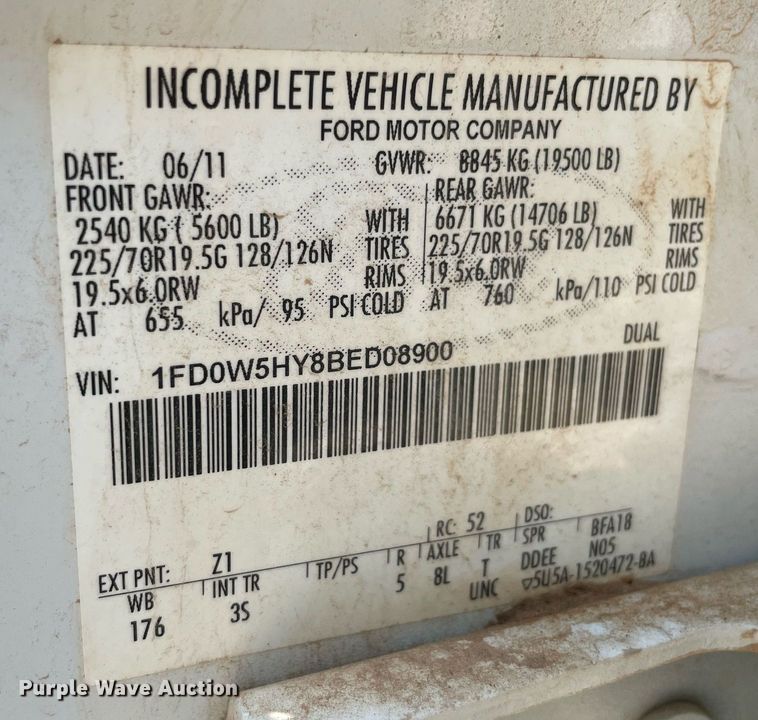 INCOMPLETE VEHICLE MANUFACTURED BY
FORD MOTOR COMPANY
DATE: 06/11 GVWR: 8845 KG (19500 LB)
FRONT GAWR: REAR GAWR:
2540 KG ( 5600 LB) WITH 6671 KG (14706 LB) WITH
225/70R19.5G 128/126N TIRES 225/70R19.5G 128/126N TIRES
19.5x6.0RW RIMS 19.5x6.0RW RIMS
AT 655 kPa/ 95 PSI COLD AT 760 kPa/110 PSI COLD
DUAL
VIN: 1FD0W5HY8BED08900
EXT PNT: Z1 RC: 52 DSO:
WB INT TR TP/PS R AXLE TR SPR BFA18
176 3S 5 8L T DDEE N05
UNC ▽5U5A-1520472-BA
Purple Wave Auction